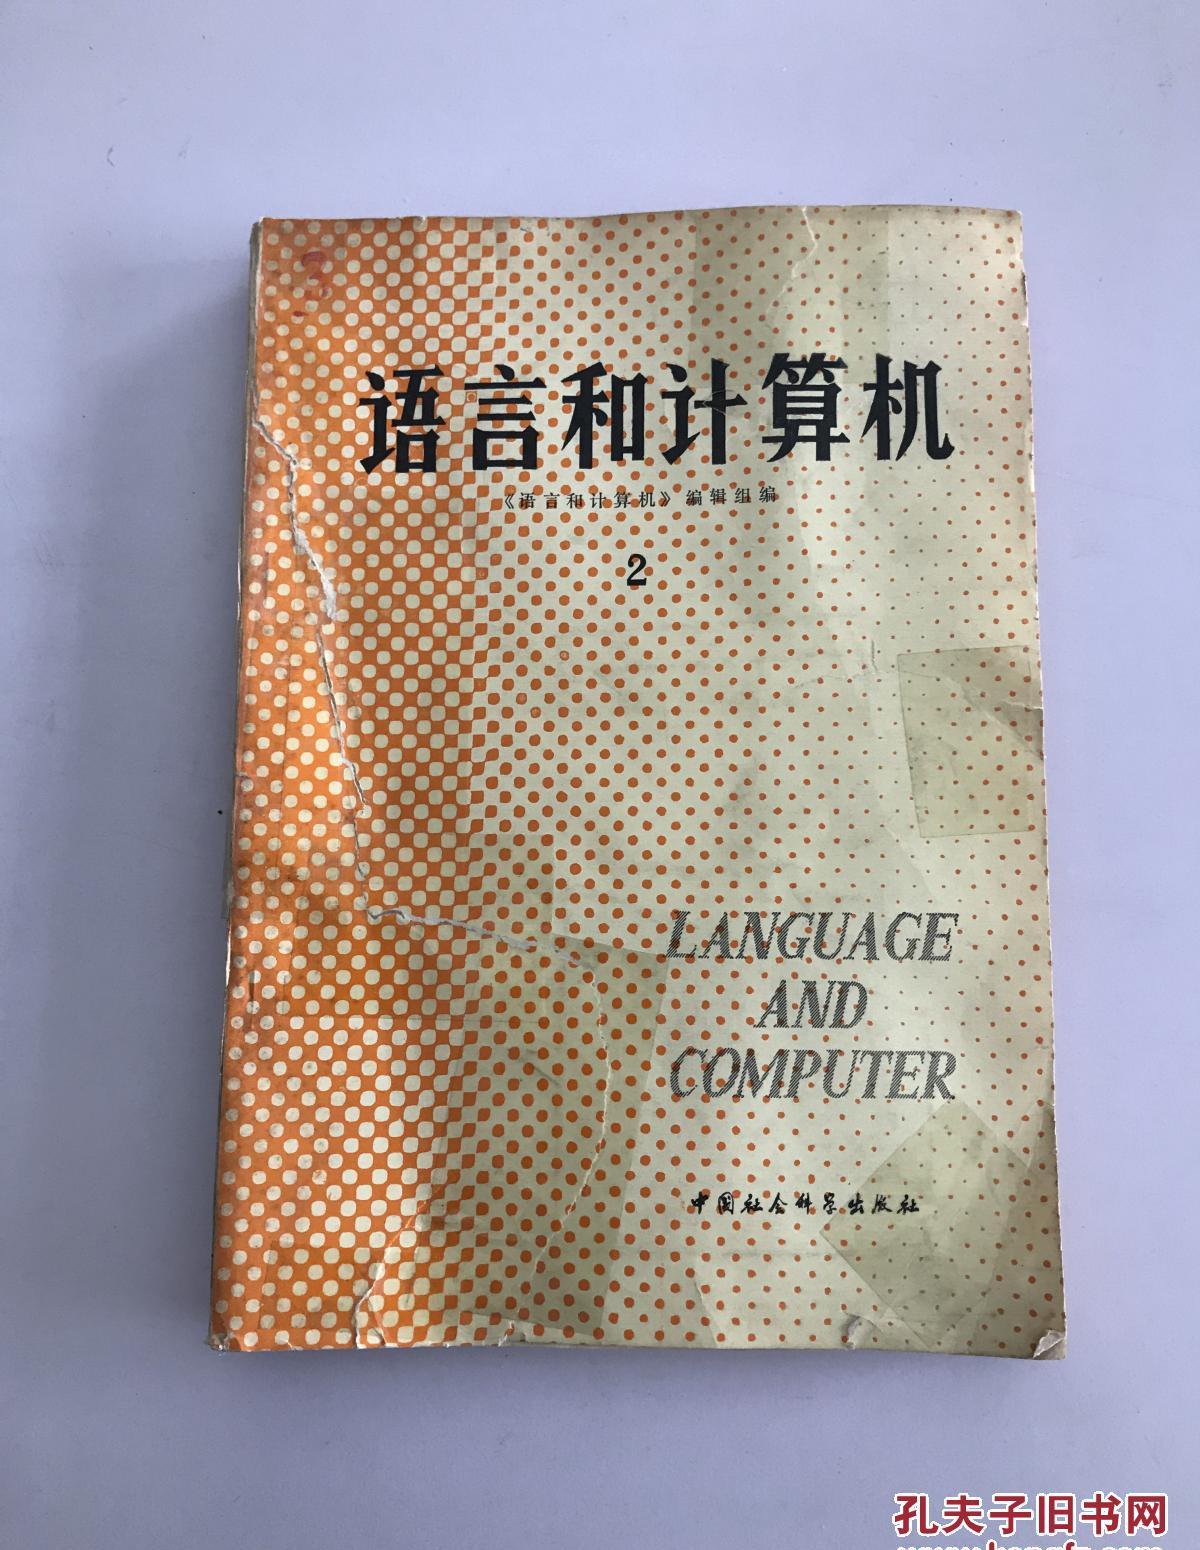 3
语言和计算机
《语言和计算机》编辑组编
2
LANGUAGE
AND
COMPUTER
中国社会科学出版社
孔夫子旧书网